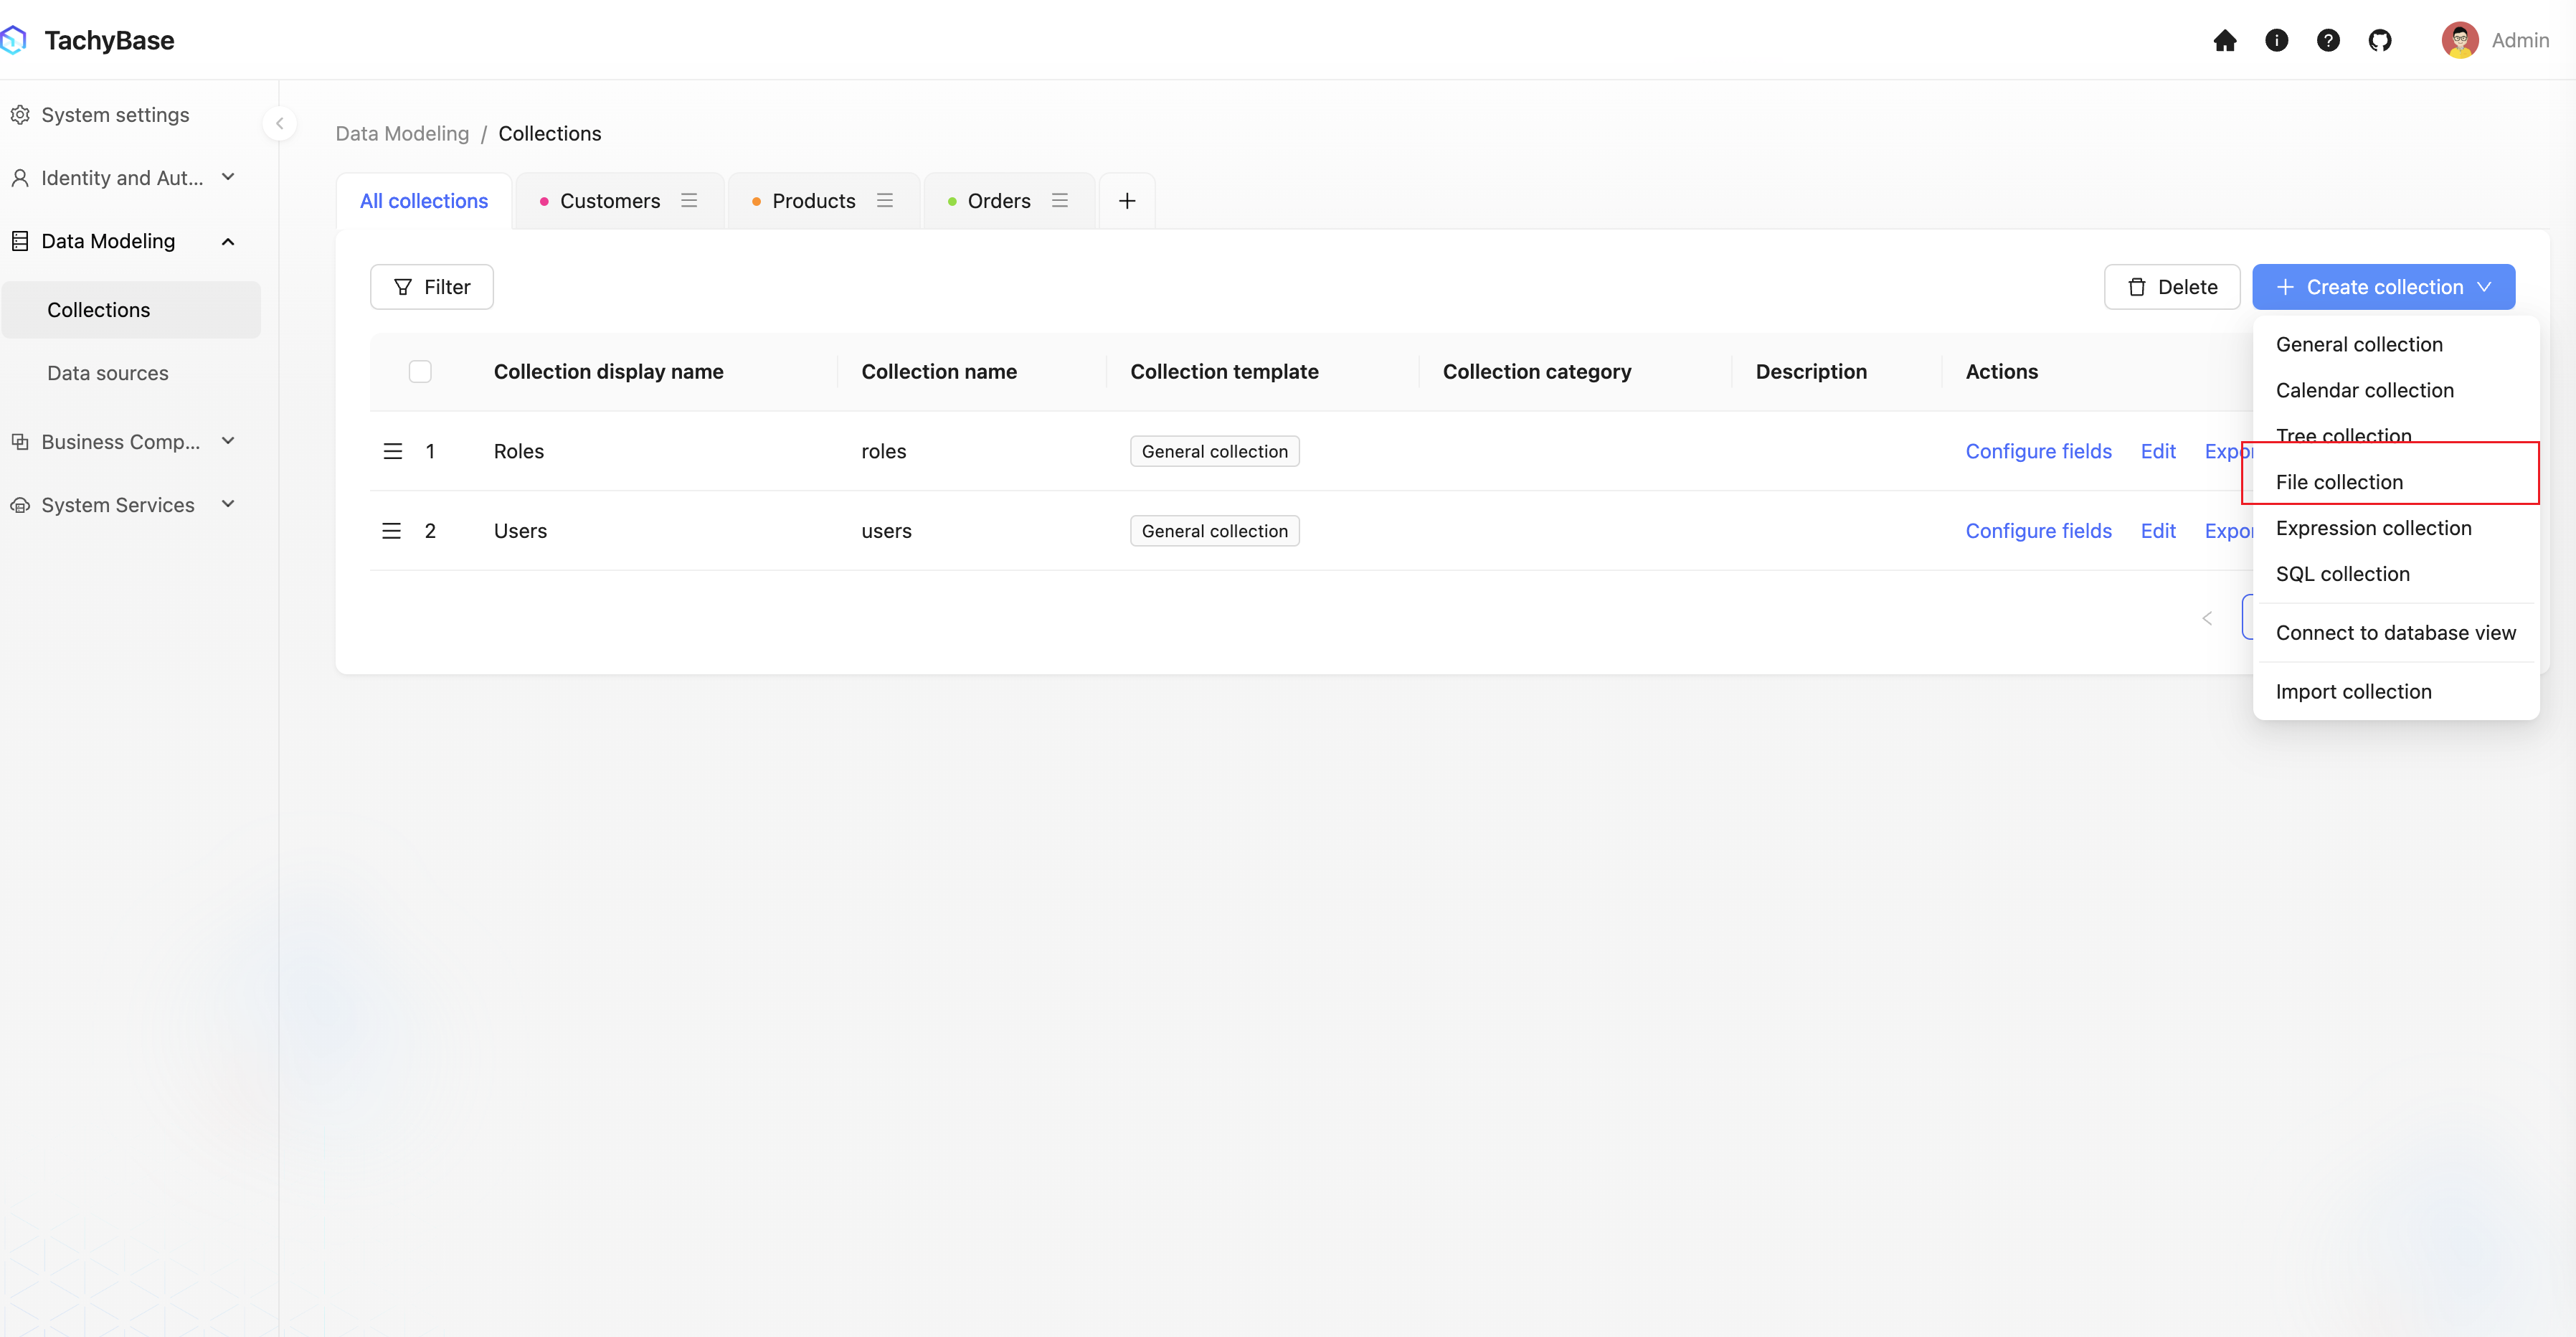 TachyBase
Admin
System settings
Identity and Aut...
Data Modeling
Collections
Data sources
Business Comp...
System Services
Data Modeling / Collections
All collections
Customers
Products
Orders
Filter
Delete
Create collection
Collection display name Collection name Collection template Collection category Description Actions
1 Roles roles General collection Configure fields Edit Expor
2 Users users General collection Configure fields Edit Expor
General collection
Calendar collection
Tree collection
File collection
Expression collection
SQL collection
Connect to database view
Import collection